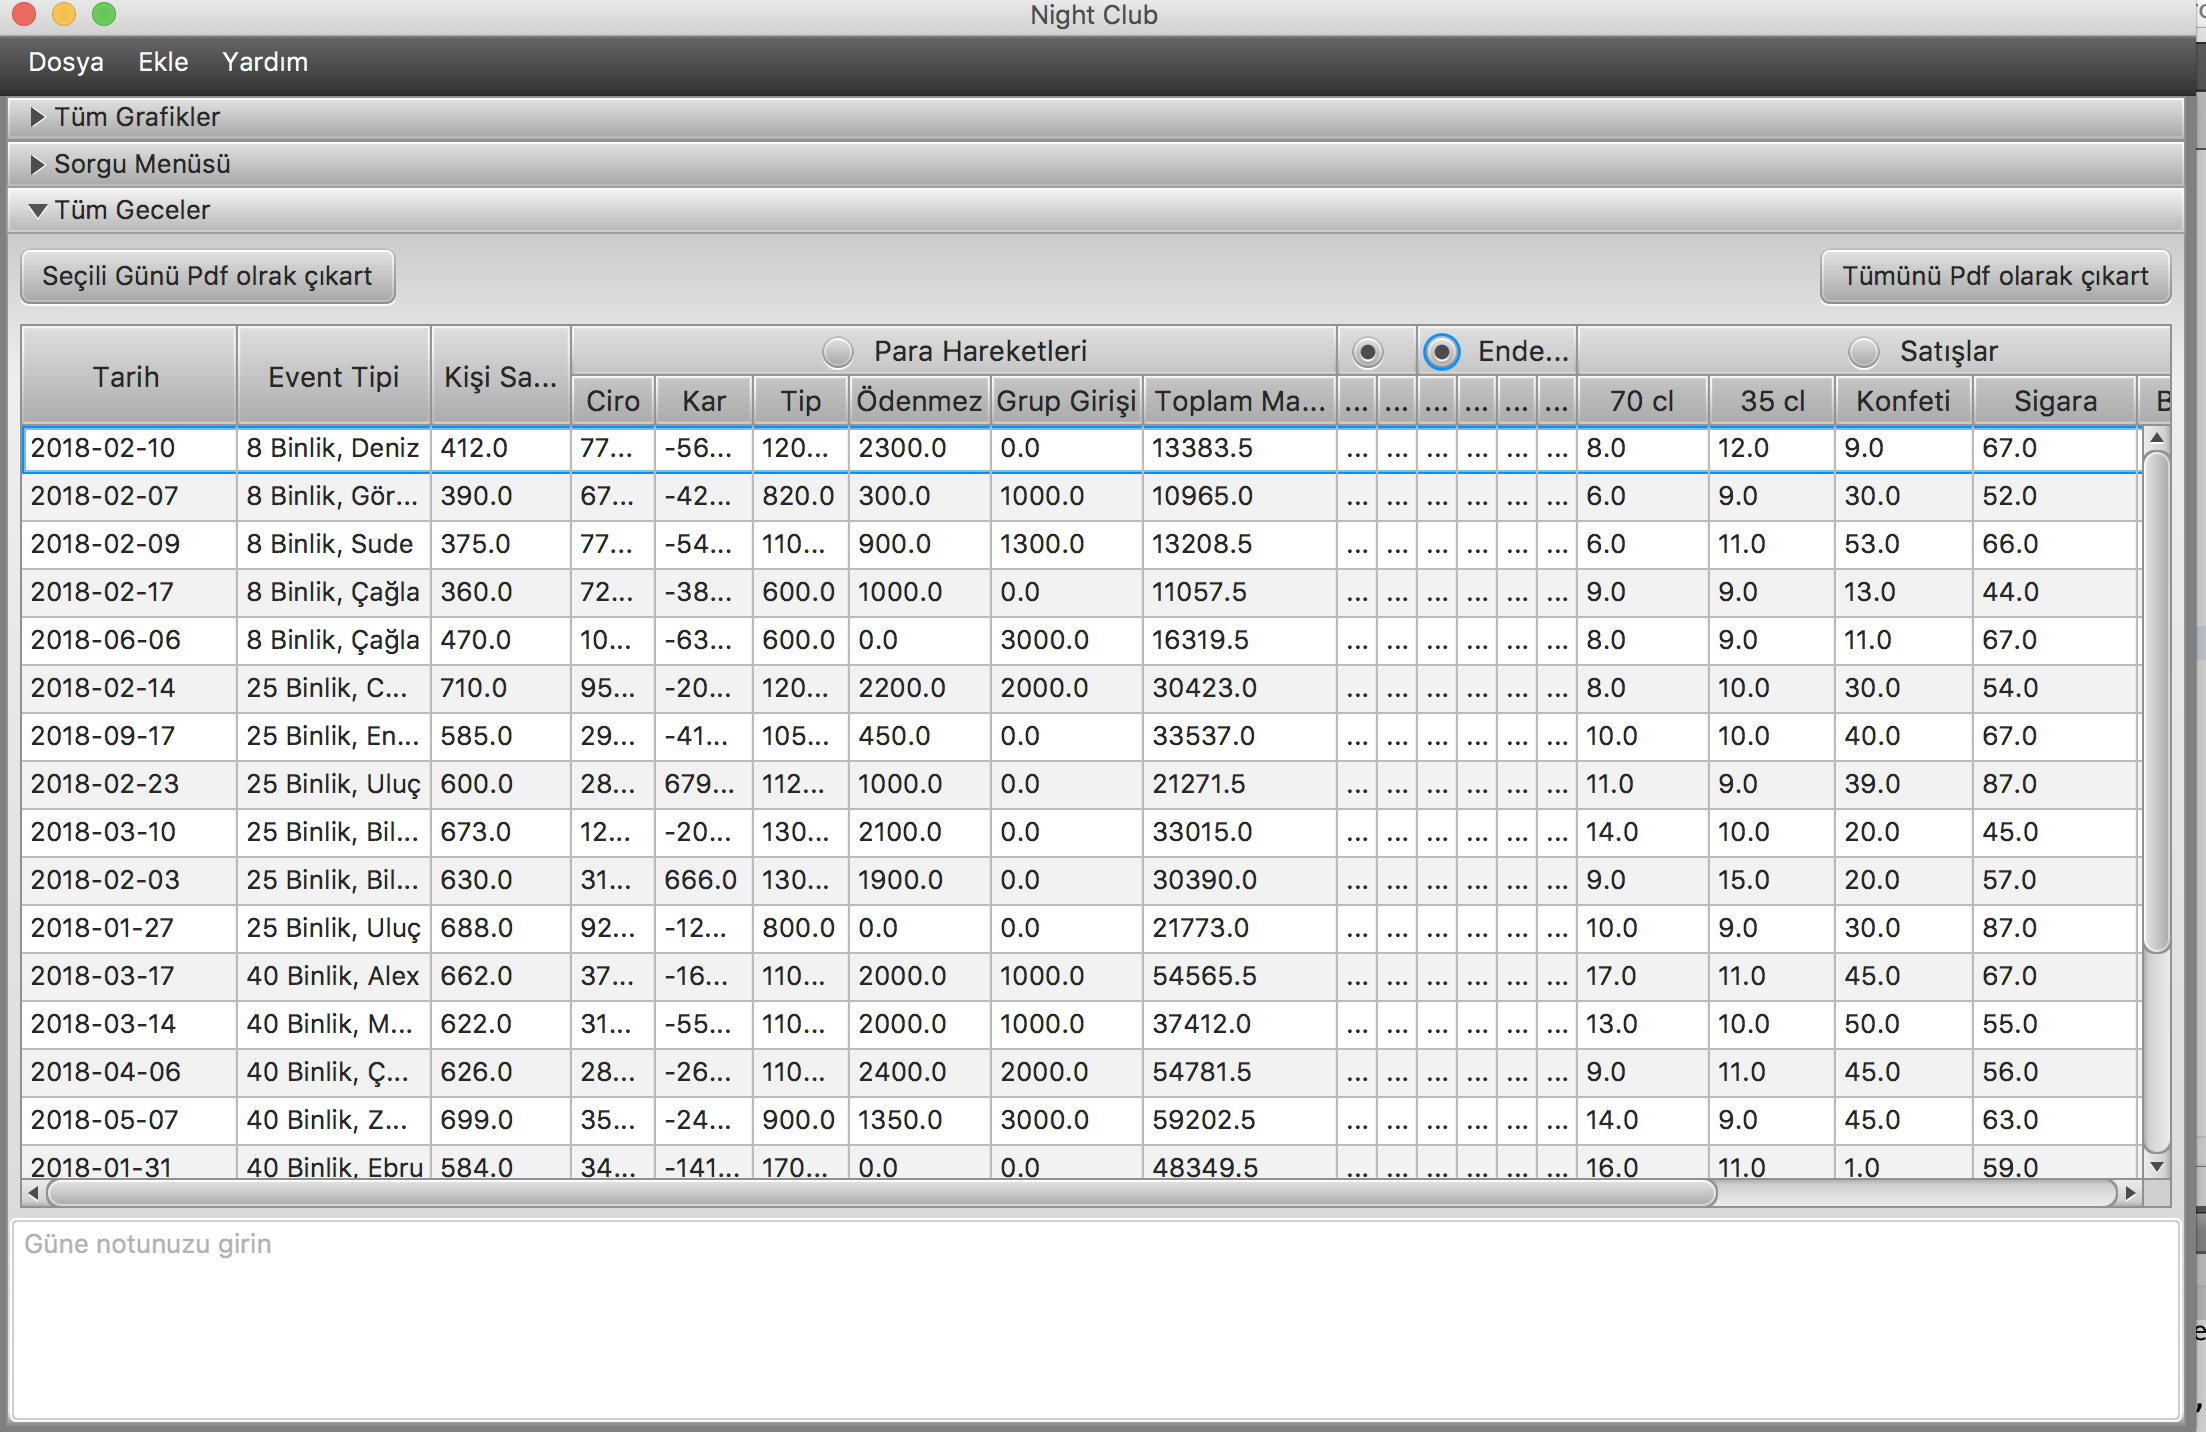 Night Club
Dosya Ekle Yardım
Tüm Grafikler
Sorgu Menüsü
Tüm Geceler
Seçili Günü Pdf olrak çıkart Tümünü Pdf olarak çıkart
Para Hareketleri Ende... Satışlar
Tarih Event Tipi Kişi Sa... Ciro Kar Tip Ödenmez Grup Girişi Toplam Ma... ... ... ... ... ... ... 70 cl 35 cl Konfeti Sigara
2018-02-10 8 Binlik, Deniz 412.0 77... -56... 120... 2300.0 0.0 13383.5 ... ... ... ... ... ... 8.0 12.0 9.0 67.0
2018-02-07 8 Binlik, Gör... 390.0 67... -42... 820.0 300.0 1000.0 10965.0 ... ... ... ... ... ... 6.0 9.0 30.0 52.0
2018-02-09 8 Binlik, Sude 375.0 77... -54... 110... 900.0 1300.0 13208.5 ... ... ... ... ... ... 6.0 11.0 53.0 66.0
2018-02-17 8 Binlik, Çağla 360.0 72... -38... 600.0 1000.0 0.0 11057.5 ... ... ... ... ... ... 9.0 9.0 13.0 44.0
2018-06-06 8 Binlik, Çağla 470.0 10... -63... 600.0 0.0 3000.0 16319.5 ... ... ... ... ... ... 8.0 9.0 11.0 67.0
2018-02-14 25 Binlik, C... 710.0 95... -20... 120... 2200.0 2000.0 30423.0 ... ... ... ... ... ... 8.0 10.0 30.0 54.0
2018-09-17 25 Binlik, En... 585.0 29... -41... 105... 450.0 0.0 33537.0 ... ... ... ... ... ... 10.0 10.0 40.0 67.0
2018-02-23 25 Binlik, Uluç 600.0 28... 679... 112... 1000.0 0.0 21271.5 ... ... ... ... ... ... 11.0 9.0 39.0 87.0
2018-03-10 25 Binlik, Bil... 673.0 12... -20... 130... 2100.0 0.0 33015.0 ... ... ... ... ... ... 14.0 10.0 20.0 45.0
2018-02-03 25 Binlik, Bil... 630.0 31... 666.0 130... 1900.0 0.0 30390.0 ... ... ... ... ... ... 9.0 15.0 20.0 57.0
2018-01-27 25 Binlik, Uluç 688.0 92... -12... 800.0 0.0 0.0 21773.0 ... ... ... ... ... ... 10.0 9.0 30.0 87.0
2018-03-17 40 Binlik, Alex 662.0 37... -16... 110... 2000.0 1000.0 54565.5 ... ... ... ... ... ... 17.0 11.0 45.0 67.0
2018-03-14 40 Binlik, M... 622.0 31... -55... 110... 2000.0 1000.0 37412.0 ... ... ... ... ... ... 13.0 10.0 50.0 55.0
2018-04-06 40 Binlik, Ç... 626.0 28... -26... 110... 2400.0 2000.0 54781.5 ... ... ... ... ... ... 9.0 11.0 45.0 56.0
2018-05-07 40 Binlik, Z... 699.0 35... -24... 900.0 1350.0 3000.0 59202.5 ... ... ... ... ... ... 14.0 9.0 45.0 63.0
2018-01-31 40 Binlik, Ebru 584.0 34... -141... 170... 0.0 0.0 48349.5 ... ... ... ... ... ... 16.0 11.0 1.0 59.0
Güne notunuzu girin